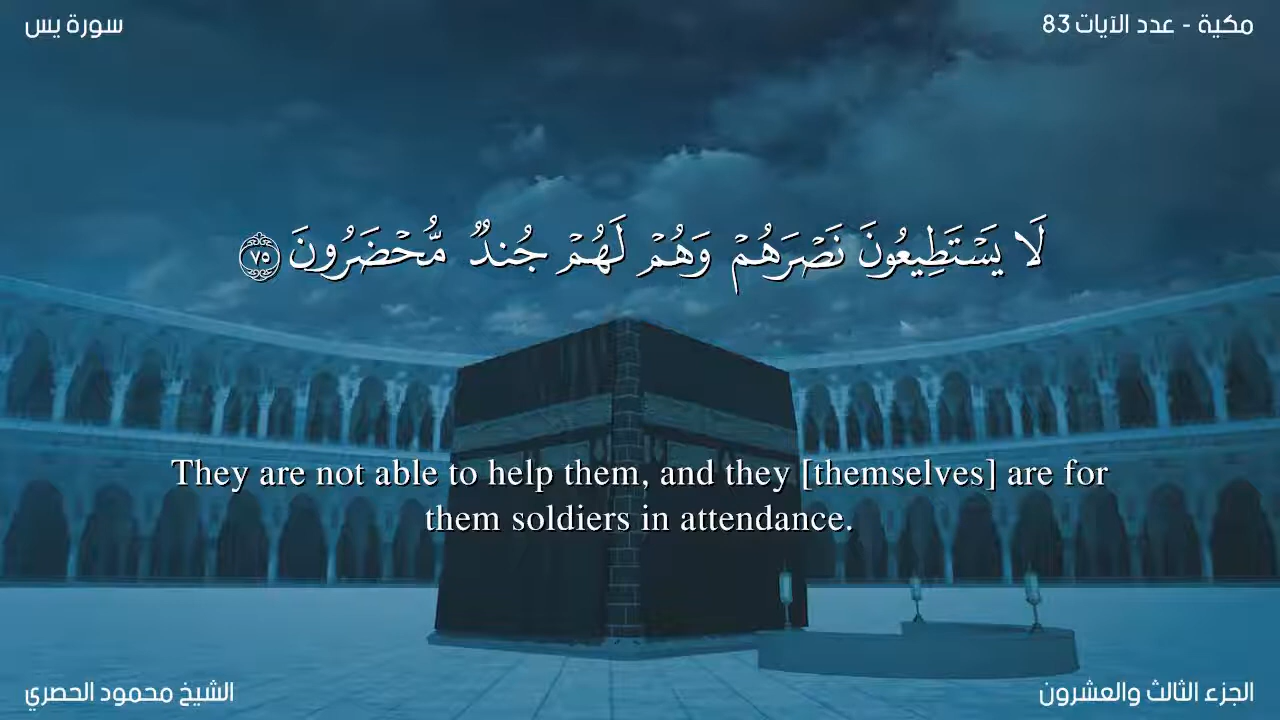 سورة يس
مكية - عدد الآيات 83
لَا يَسْتَطِيعُونَ نَصْرَهُمْ وَهُمْ لَهُمْ جُندٌ مُّحْضَرُونَ ٧٥
They are not able to help them, and they [themselves] are for
them soldiers in attendance.
الشيخ محمود الحصري
الجزء الثالث والعشرون